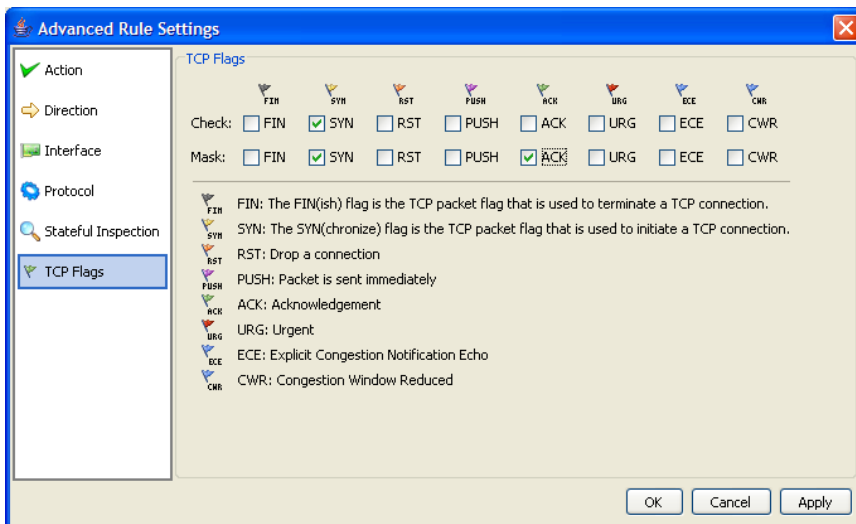 Advanced Rule Settings
Action
Direction
Interface
Protocol
Stateful Inspection
TCP Flags
TCP Flags
FIN SYN RST PUSH ACK URG ECE CWR
Check: FIN SYN RST PUSH ACK URG ECE CWR
Mask: FIN SYN RST PUSH ACK URG ECE CWR
FIN FIN: The FIN(ish) flag is the TCP packet flag that is used to terminate a TCP connection.
SYN SYN: The SYN(chronize) flag is the TCP packet flag that is used to initiate a TCP connection.
RST RST: Drop a connection
PUSH PUSH: Packet is sent immediately
ACK ACK: Acknowledgement
URG URG: Urgent
ECE ECE: Explicit Congestion Notification Echo
CWR CWR: Congestion Window Reduced
OK Cancel Apply